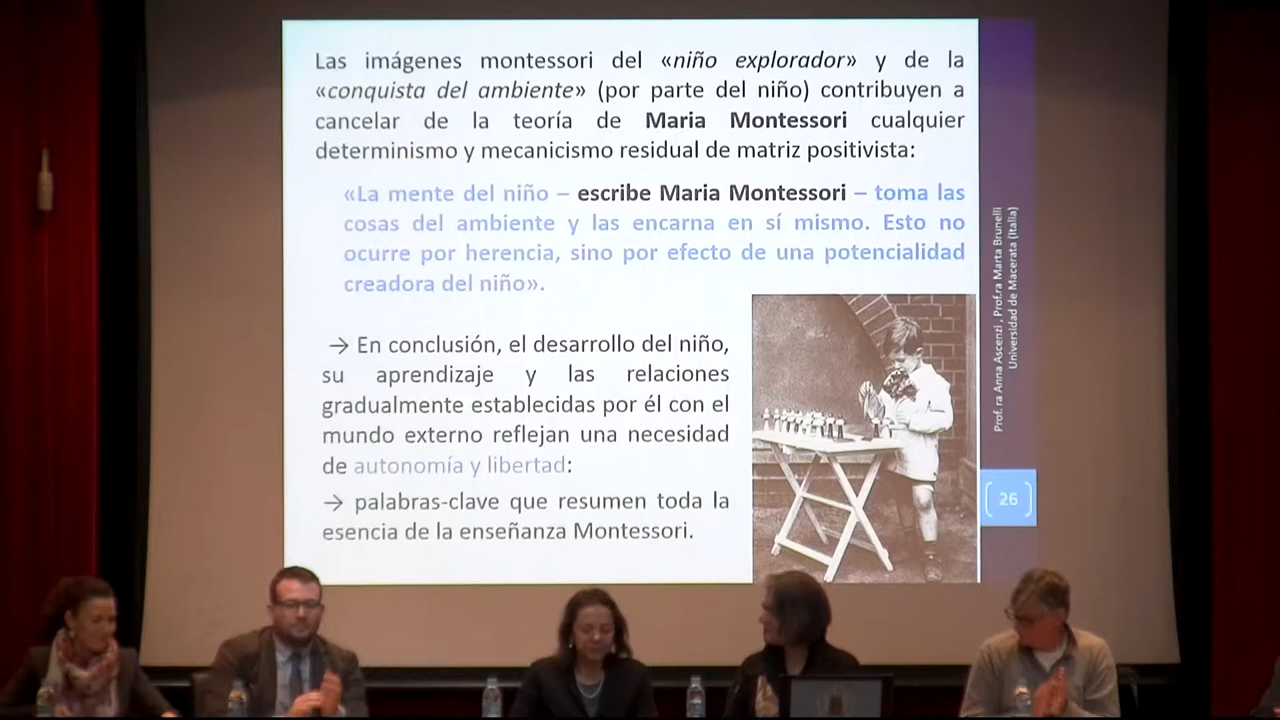 Las imágenes montessori del «niño explorador» y de la
«conquista del ambiente» (por parte del niño) contribuyen a
cancelar de la teoría de Maria Montessori cualquier
determinismo y mecanicismo residual de matriz positivista:
«La mente del niño – escribe Maria Montessori – toma las
cosas del ambiente y las encarna en sí mismo. Esto no
ocurre por herencia, sino por efecto de una potencialidad
creadora del niño».
→ En conclusión, el desarrollo del niño,
su aprendizaje y las relaciones
gradualmente establecidas por él con el
mundo externo reflejan una necesidad
de autonomía y libertad:
→ palabras-clave que resumen toda la
esencia de la enseñanza Montessori.
Prof. ra Anna Ascenzi , Prof.ra Marta Brunelli
Universidad de Macerata (Italia)
26